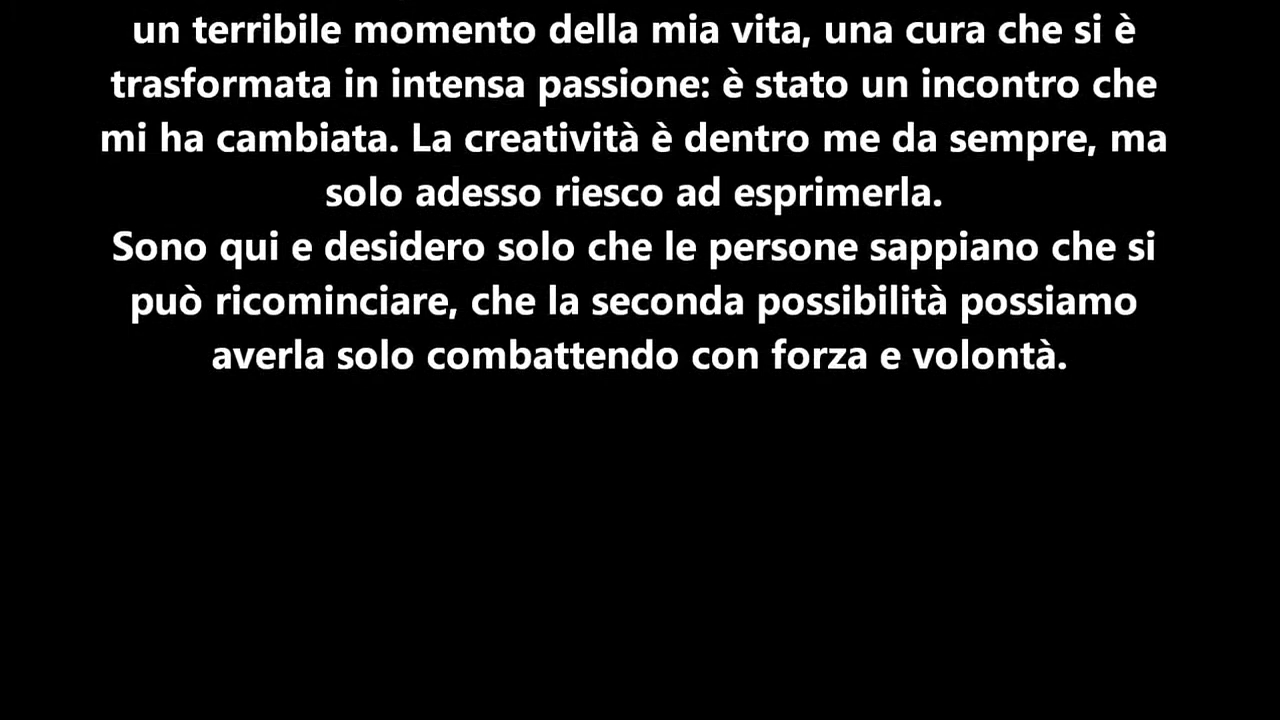 un terribile momento della mia vita, una cura che si è
trasformata in intensa passione: è stato un incontro che
mi ha cambiata. La creatività è dentro me da sempre, ma
solo adesso riesco ad esprimerla.
Sono qui e desidero solo che le persone sappiano che si
può ricominciare, che la seconda possibilità possiamo
averla solo combattendo con forza e volontà.